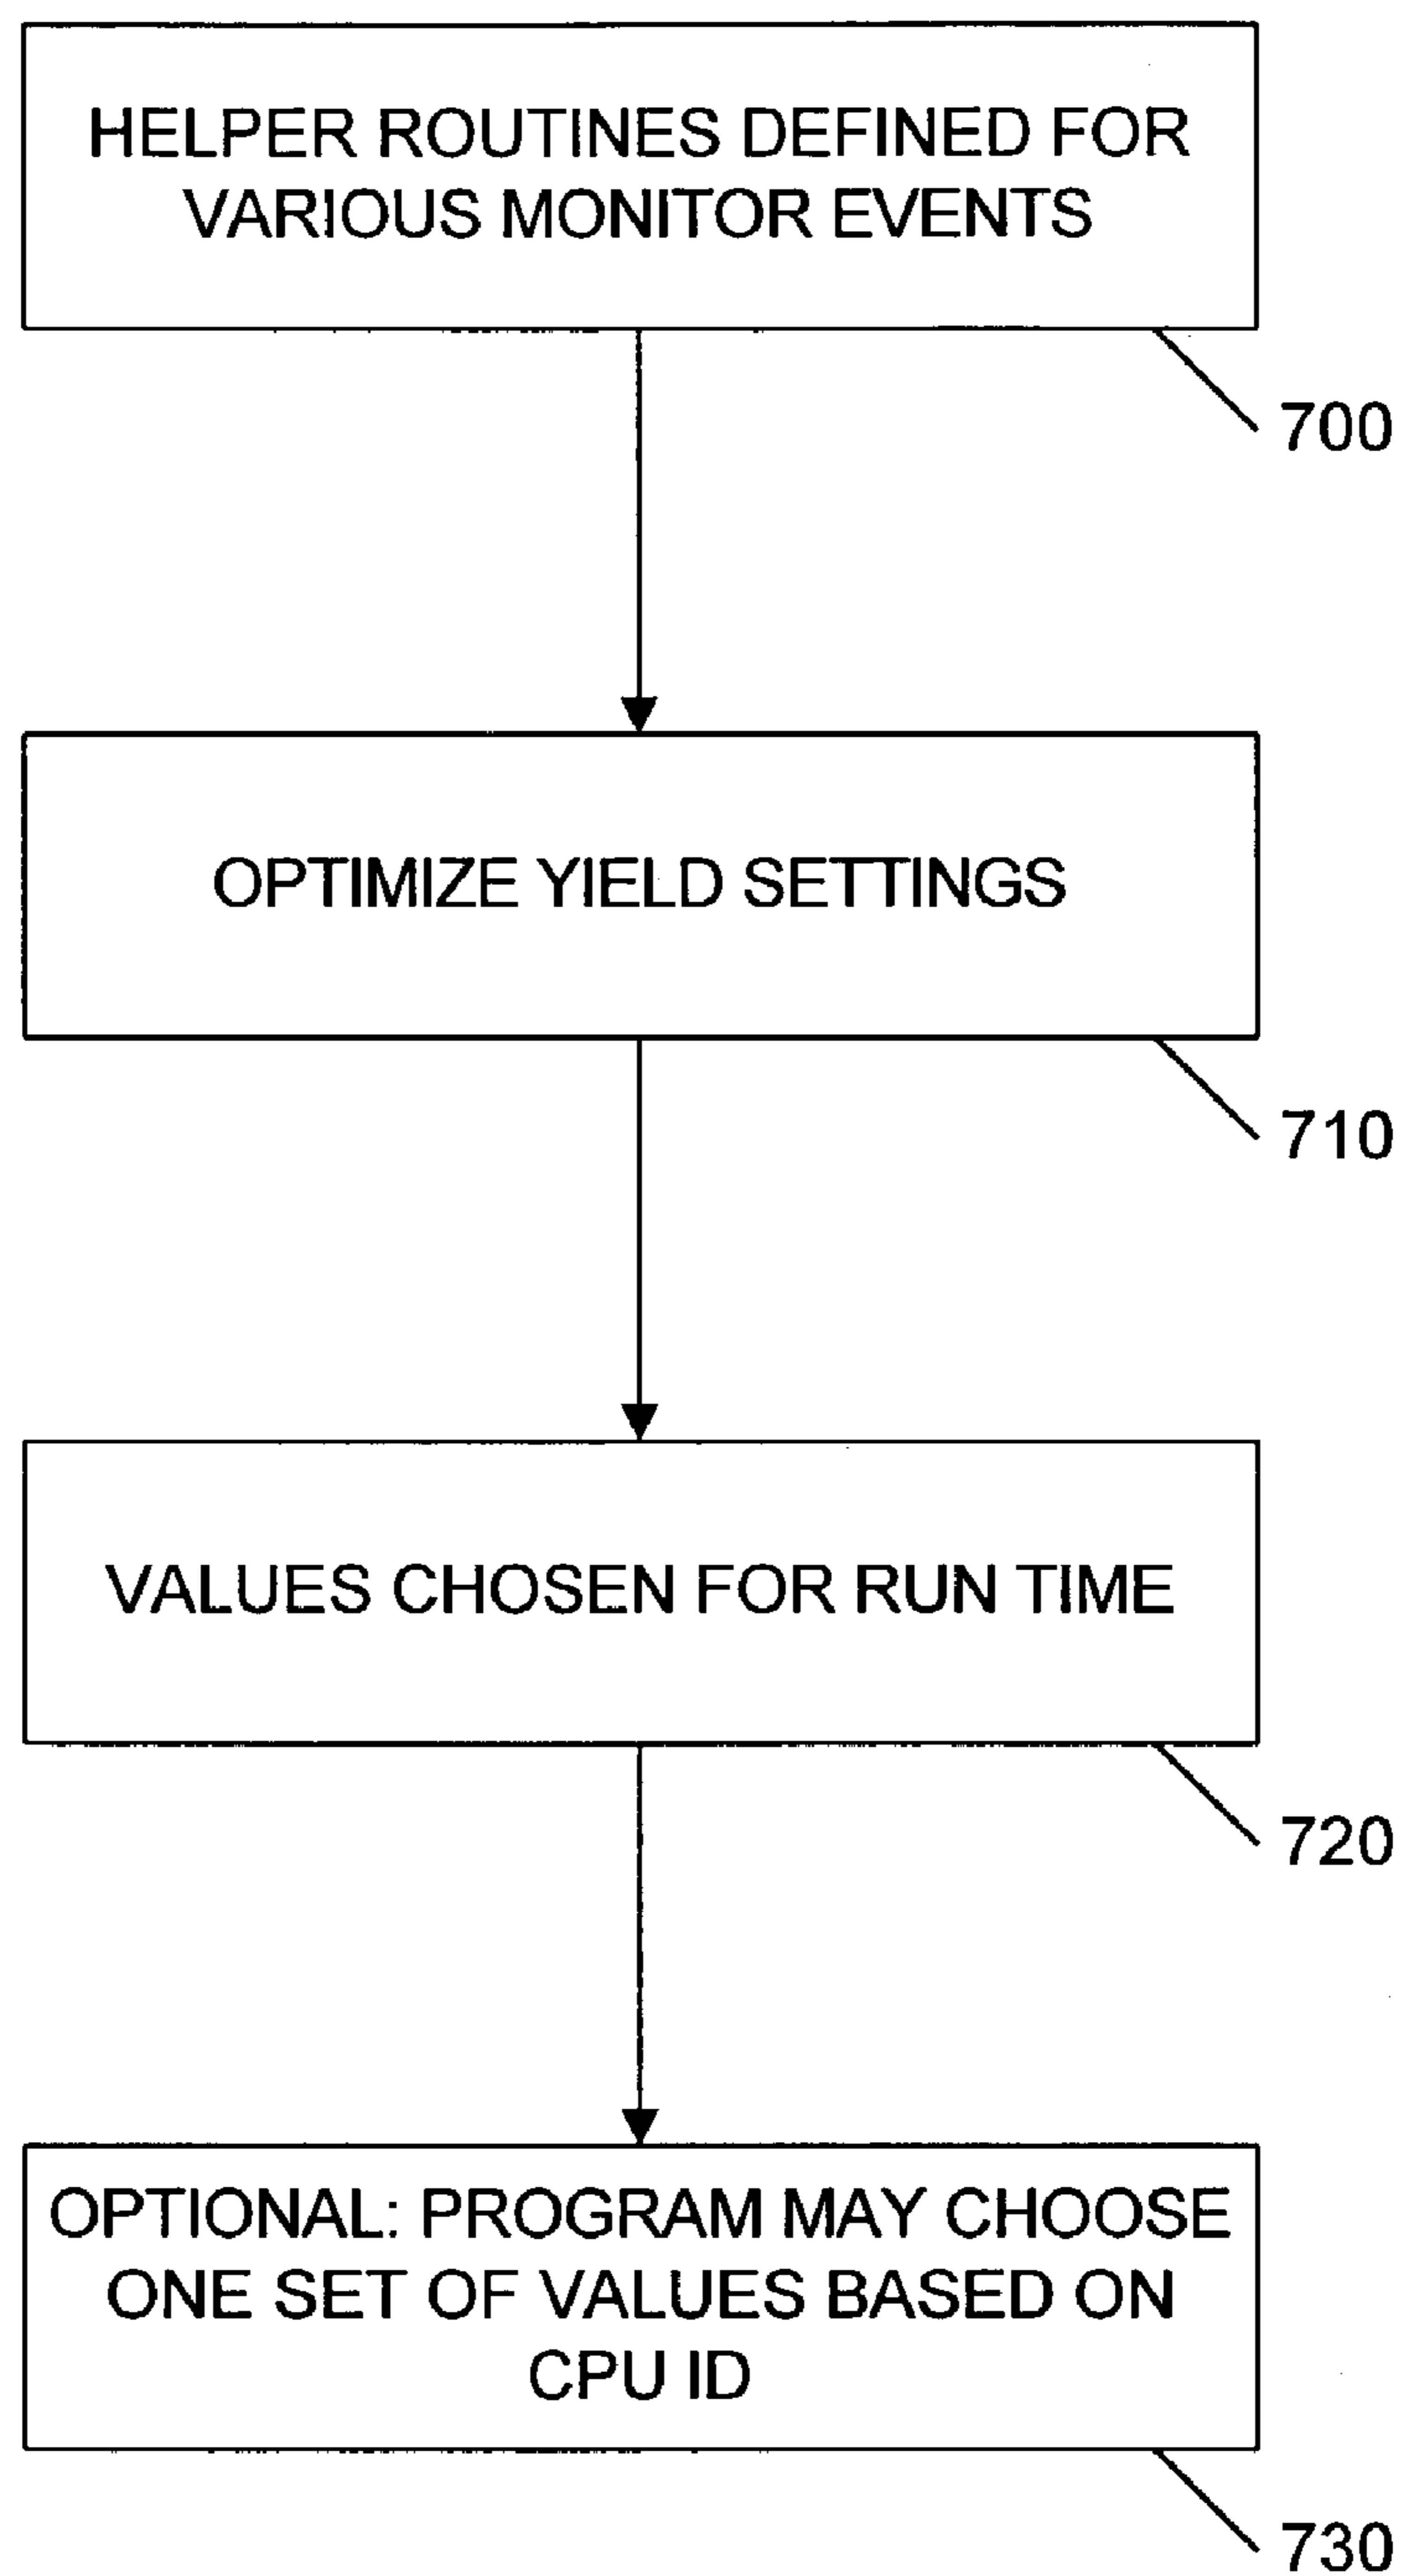 HELPER ROUTINES DEFINED FOR
VARIOUS MONITOR EVENTS
700
OPTIMIZE YIELD SETTINGS
710
VALUES CHOSEN FOR RUN TIME
720
OPTIONAL: PROGRAM MAY CHOOSE
ONE SET OF VALUES BASED ON
CPU ID
730